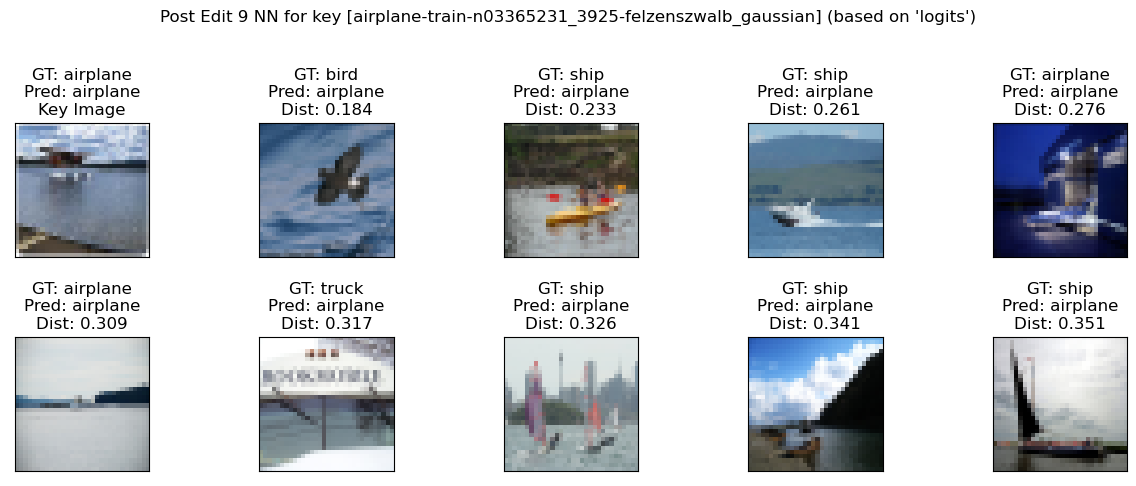 Post Edit 9 NN for key [airplane-train-n03365231_3925-felzenszwalb_gaussian] (based on 'logits')
GT: airplane
Pred: airplane
Key Image
GT: bird
Pred: airplane
Dist: 0.184
GT: ship
Pred: airplane
Dist: 0.233
GT: ship
Pred: airplane
Dist: 0.261
GT: airplane
Pred: airplane
Dist: 0.276
GT: airplane
Pred: airplane
Dist: 0.309
GT: truck
Pred: airplane
Dist: 0.317
GT: ship
Pred: airplane
Dist: 0.326
GT: ship
Pred: airplane
Dist: 0.341
GT: ship
Pred: airplane
Dist: 0.351